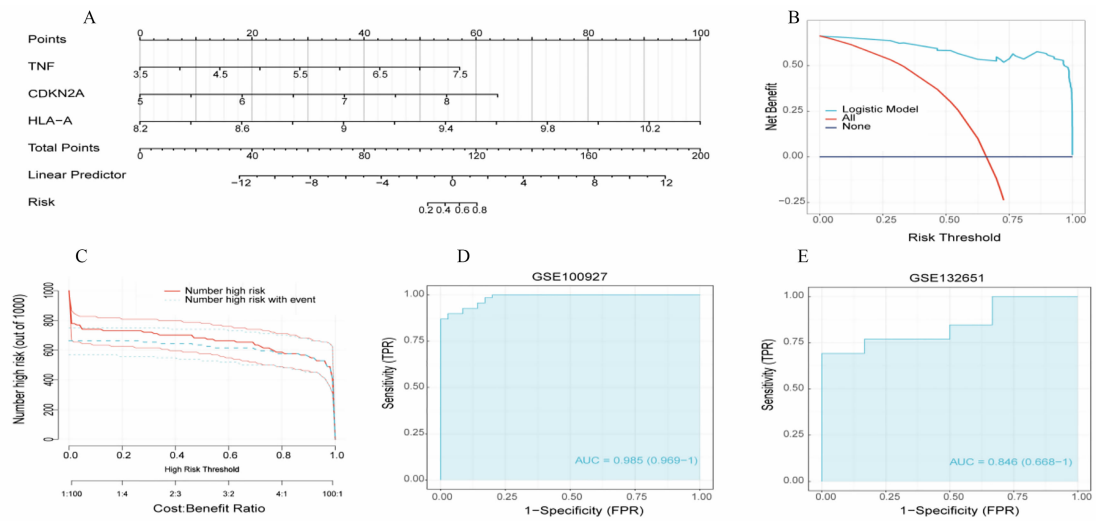 A
Points
0 20 40 60 80 100
TNF
3.5 4.5 5.5 6.5 7.5
CDKN2A
5 6 7 8
HLA−A
8.2 8.6 9 9.4 9.8 10.2
Total Points
0 40 80 120 160 200
Linear Predictor
−12 −8 −4 0 4 8 12
Risk
0.2 0.4 0.6 0.8
B
Net Benefit
0.50
0.25
0.00
−0.25
Logistic Model
All
None
0.00 0.25 0.50 0.75 1.00
Risk Threshold
C
Number high risk (out of 1000)
1000
800
600
400
200
0
Number high risk
Number high risk with event
0.0 0.2 0.4 0.6 0.8 1.0
High Risk Threshold
1:100 1:4 2:3 3:2 4:1 100:1
Cost:Benefit Ratio
D
GSE100927
Sensitivity (TPR)
1.00
0.75
0.50
0.25
0.00
AUC = 0.985 (0.969−1)
0.00 0.25 0.50 0.75 1.00
1−Specificity (FPR)
E
GSE132651
Sensitivity (TPR)
1.00
0.75
0.50
0.25
0.00
AUC = 0.846 (0.668−1)
0.00 0.25 0.50 0.75 1.00
1−Specificity (FPR)